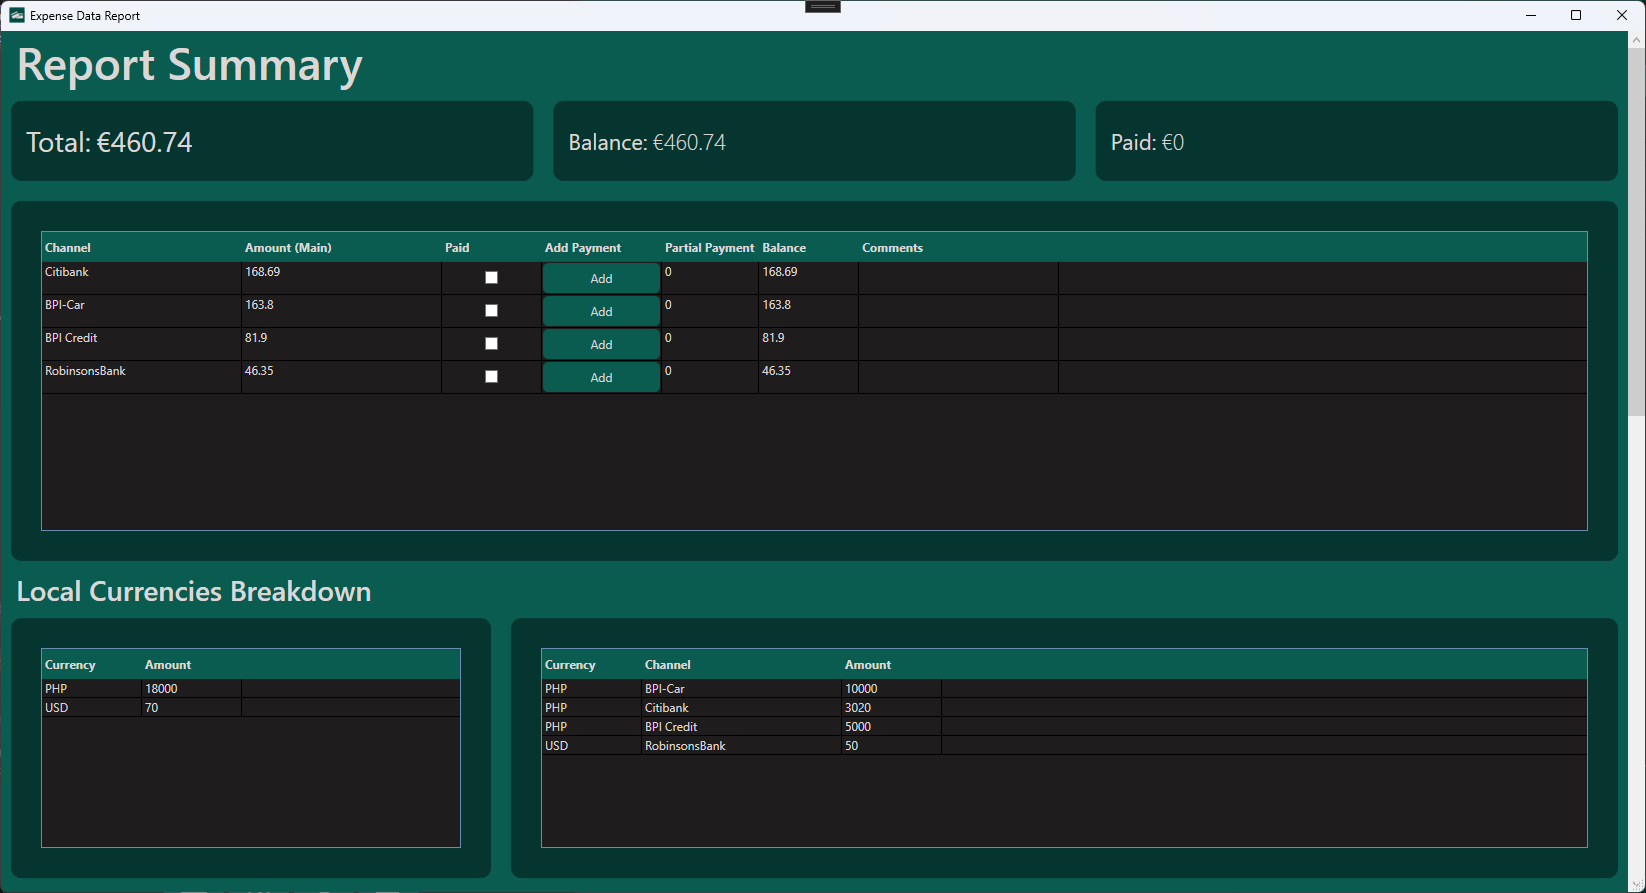 Expense Data Report
Report Summary
Total: €460.74
Balance: €460.74
Paid: €0
Channel Amount (Main) Paid Add Payment Partial Payment Balance Comments
Citibank 168.69 Add 0 168.69
BPI-Car 163.8 Add 0 163.8
BPI Credit 81.9 Add 0 81.9
RobinsonsBank 46.35 Add 0 46.35
Local Currencies Breakdown
Currency Amount
PHP 18000
USD 70
Currency Channel Amount
PHP BPI-Car 10000
PHP Citibank 3020
PHP BPI Credit 5000
USD RobinsonsBank 50